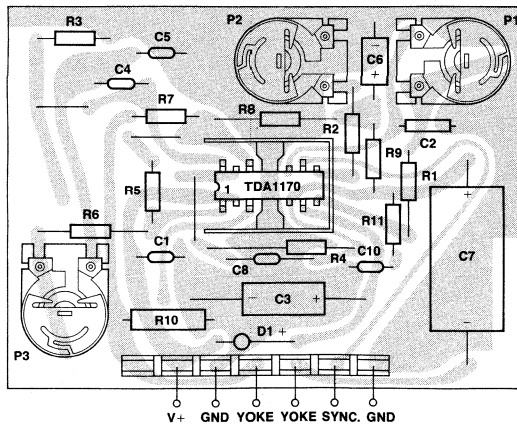 R3
C5
P2
P1
C4
C6
−
+
R7
R8
R2
C2
R9
1 TDA1170
R5
R1
R6
R11
+
C1
C8
R4
C10
C7
− C3 +
R10
D1 +
−
P3
V+ GND YOKE YOKE SYNC. GND